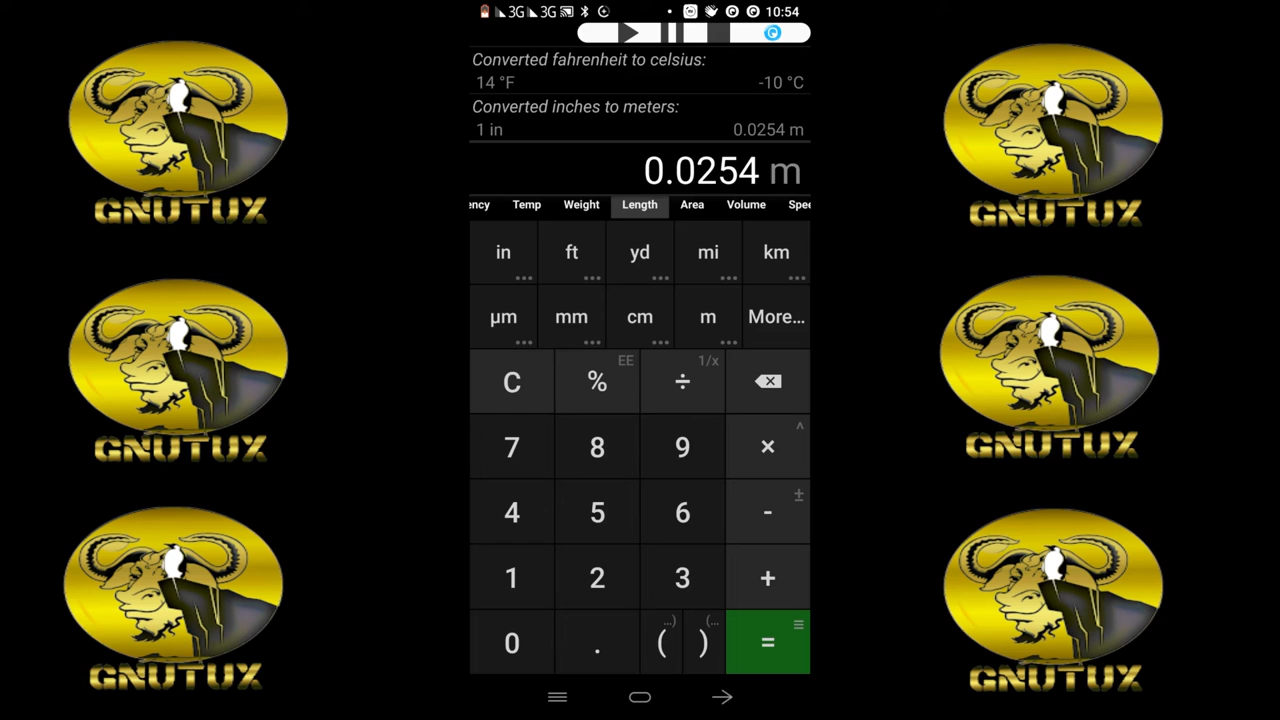 3G 3G 10:54
Converted fahrenheit to celsius:
14 °F -10 °C
Converted inches to meters:
1 in 0.0254 m
0.0254 m
ency Temp Weight Length Area Volume Spee
in ft yd mi km
... ... ... ... ...
µm mm cm m More...
... ... ... ...
EE 1/x
C % ÷
^
7 8 9 ×
±
4 5 6 -
1 2 3 +
...) (... ≡
0 . ( ) =
GNUTUX GNUTUX
GNUTUX GNUTUX
GNUTUX GNUTUX